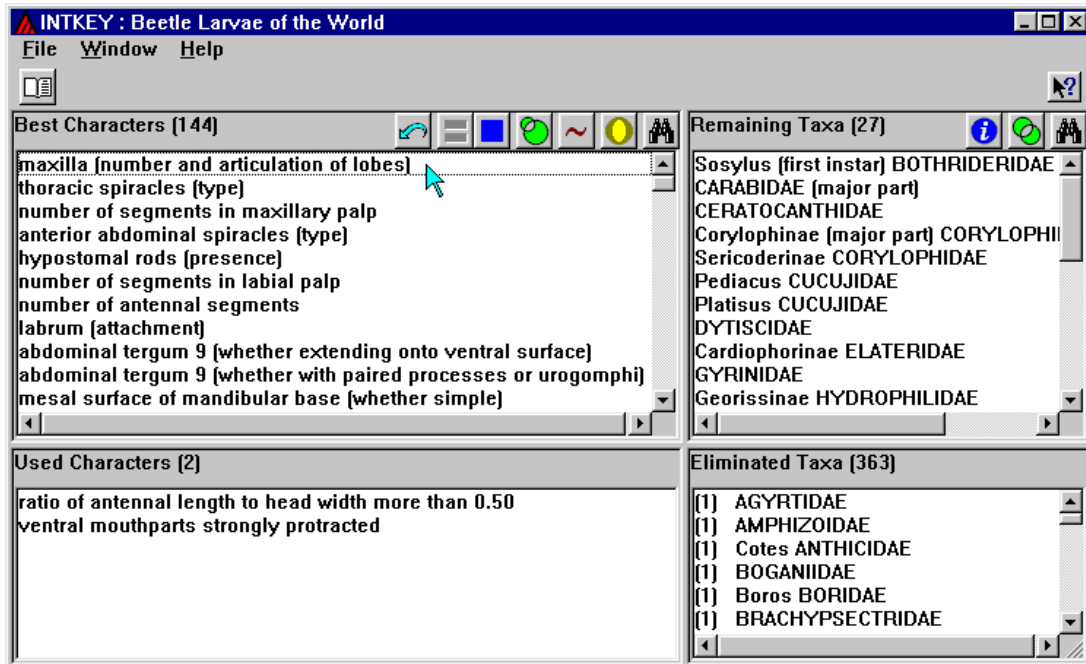 INTKEY : Beetle Larvae of the World
File Window Help
Best Characters (144)
maxilla (number and articulation of lobes)
thoracic spiracles (type)
number of segments in maxillary palp
anterior abdominal spiracles (type)
hypostomal rods (presence)
number of segments in labial palp
number of antennal segments
labrum (attachment)
abdominal tergum 9 (whether extending onto ventral surface)
abdominal tergum 9 (whether with paired processes or urogomphi)
mesal surface of mandibular base (whether simple)
Remaining Taxa (27)
Sosylus (first instar) BOTHRIDERIDAE
CARABIDAE (major part)
CERATOCANTHIDAE
Corylophinae (major part) CORYLOPHII
Sericoderinae CORYLOPHIDAE
Pediacus CUCUJIDAE
Platisus CUCUJIDAE
DYTISCIDAE
Cardiophorinae ELATERIDAE
GYRINIDAE
Georissinae HYDROPHILIDAE
Used Characters (2)
ratio of antennal length to head width more than 0.50
ventral mouthparts strongly protracted
Eliminated Taxa (363)
(1) AGYRTIDAE
(1) AMPHIZOIDAE
(1) Cotes ANTHICIDAE
(1) BOGANIIDAE
(1) Boros BORIDAE
(1) BRACHYPSECTRIDAE